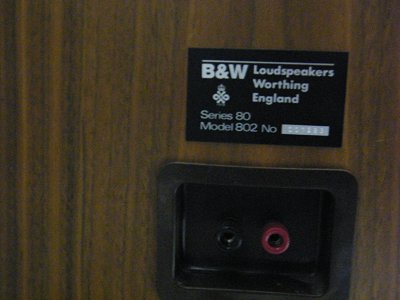 B&W Loudspeakers
Worthing
England
Series 80
Model 802 No